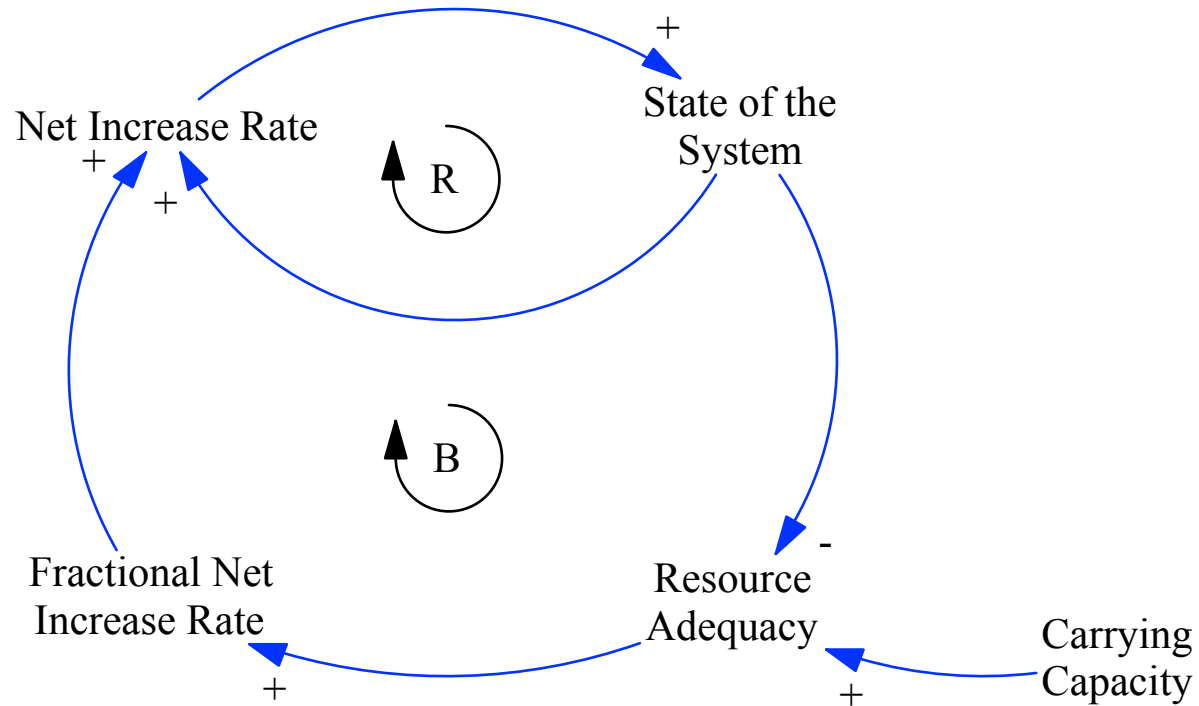 +
Net Increase Rate
State of the
System
+
+
R
B
-
Fractional Net
Increase Rate
Resource
Adequacy
Carrying
Capacity
+
+